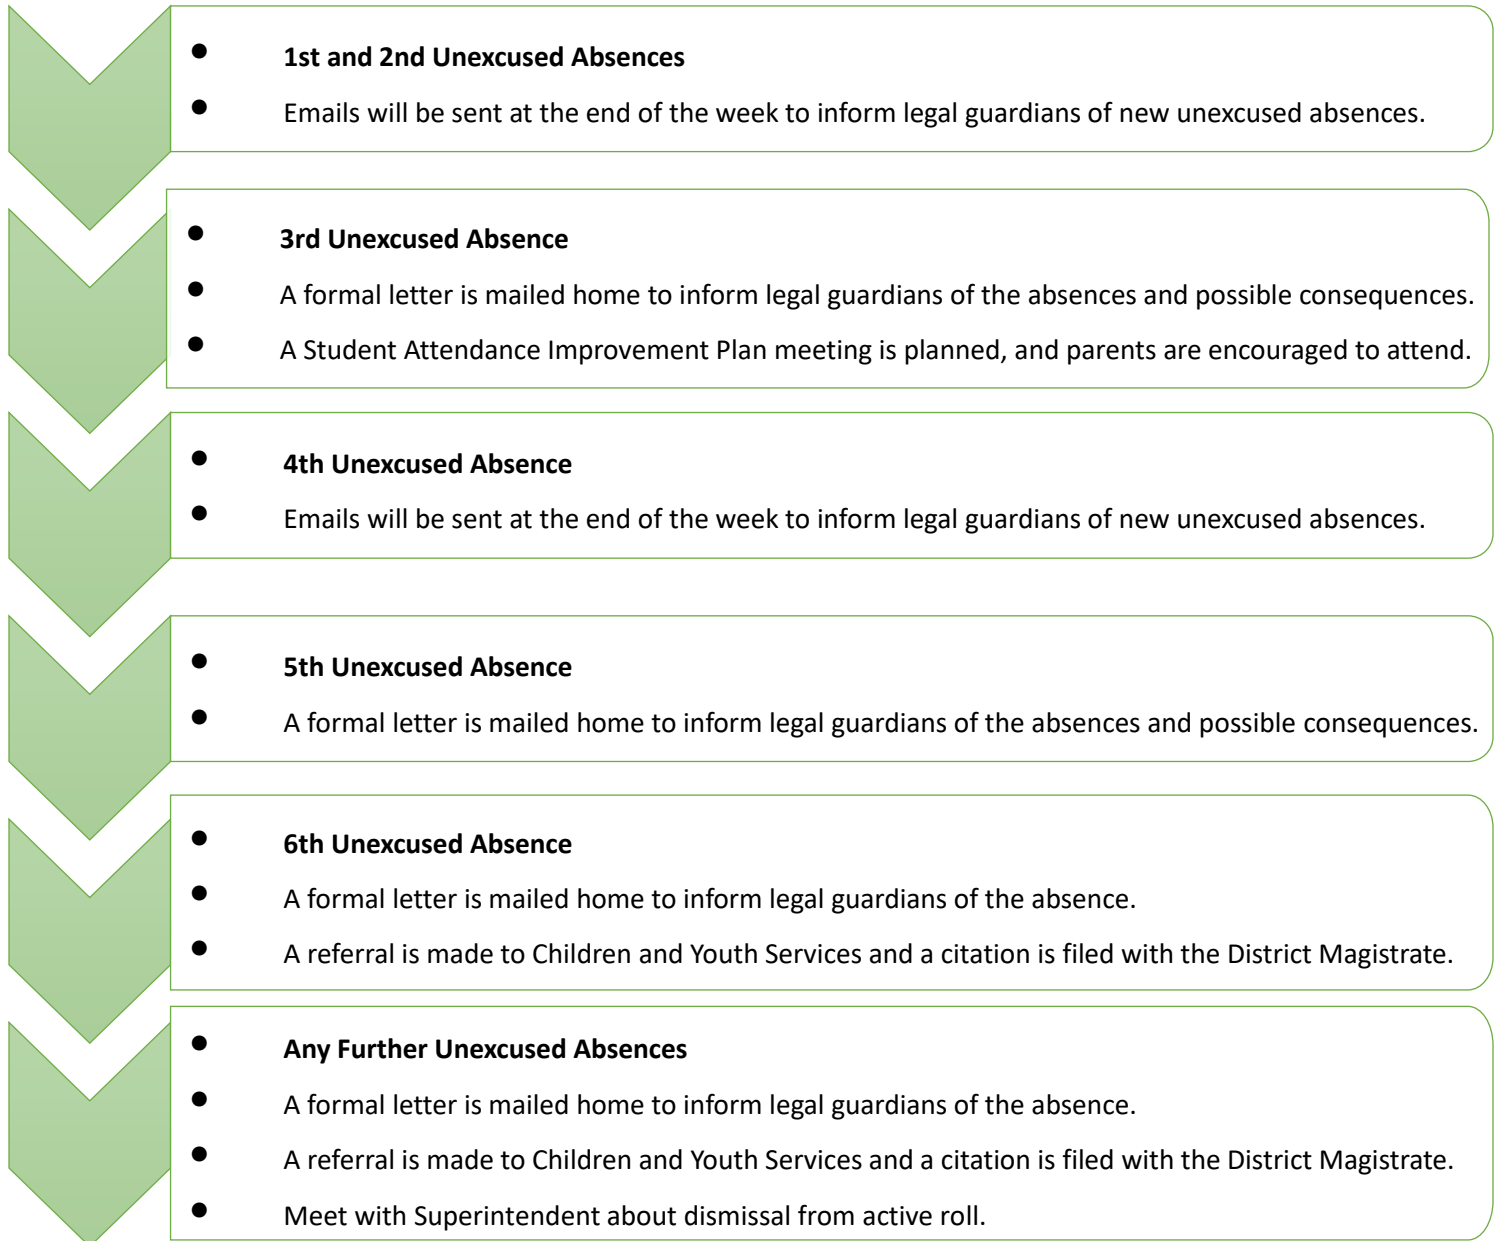 • 1st and 2nd Unexcused Absences
• Emails will be sent at the end of the week to inform legal guardians of new unexcused absences.
• 3rd Unexcused Absence
• A formal letter is mailed home to inform legal guardians of the absences and possible consequences.
• A Student Attendance Improvement Plan meeting is planned, and parents are encouraged to attend.
• 4th Unexcused Absence
• Emails will be sent at the end of the week to inform legal guardians of new unexcused absences.
• 5th Unexcused Absence
• A formal letter is mailed home to inform legal guardians of the absences and possible consequences.
• 6th Unexcused Absence
• A formal letter is mailed home to inform legal guardians of the absence.
• A referral is made to Children and Youth Services and a citation is filed with the District Magistrate.
• Any Further Unexcused Absences
• A formal letter is mailed home to inform legal guardians of the absence.
• A referral is made to Children and Youth Services and a citation is filed with the District Magistrate.
• Meet with Superintendent about dismissal from active roll.